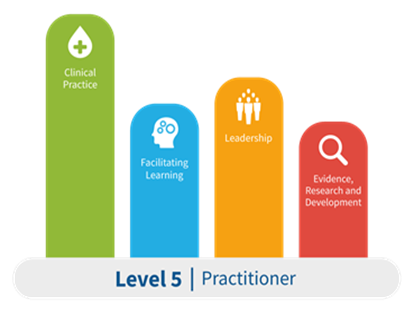 Clinical
Practice
Facilitating
Learning
Leadership
Evidence,
Research and
Development
Level 5 | Practitioner